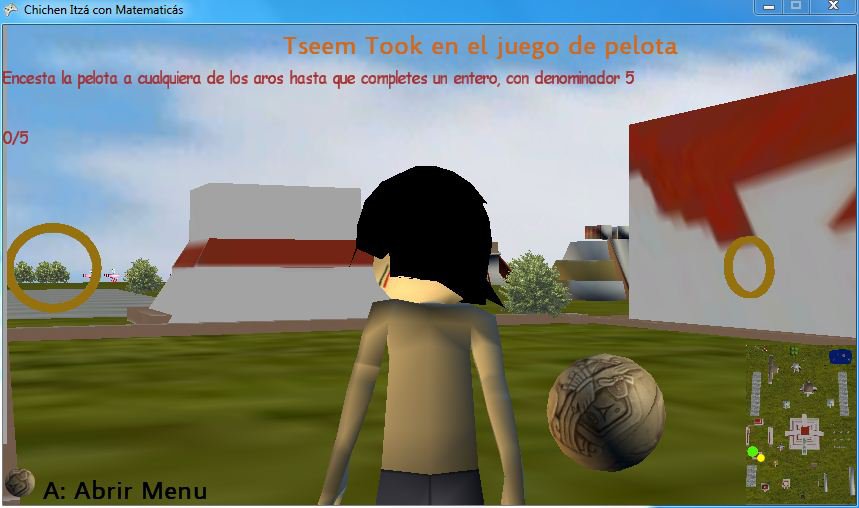 Chichen Itzá con Matematicás
Tseem Took en el juego de pelota
Encesta la pelota a cualquiera de los aros hasta que completes un entero, con denominador 5
0/5
A: Abrir Menu